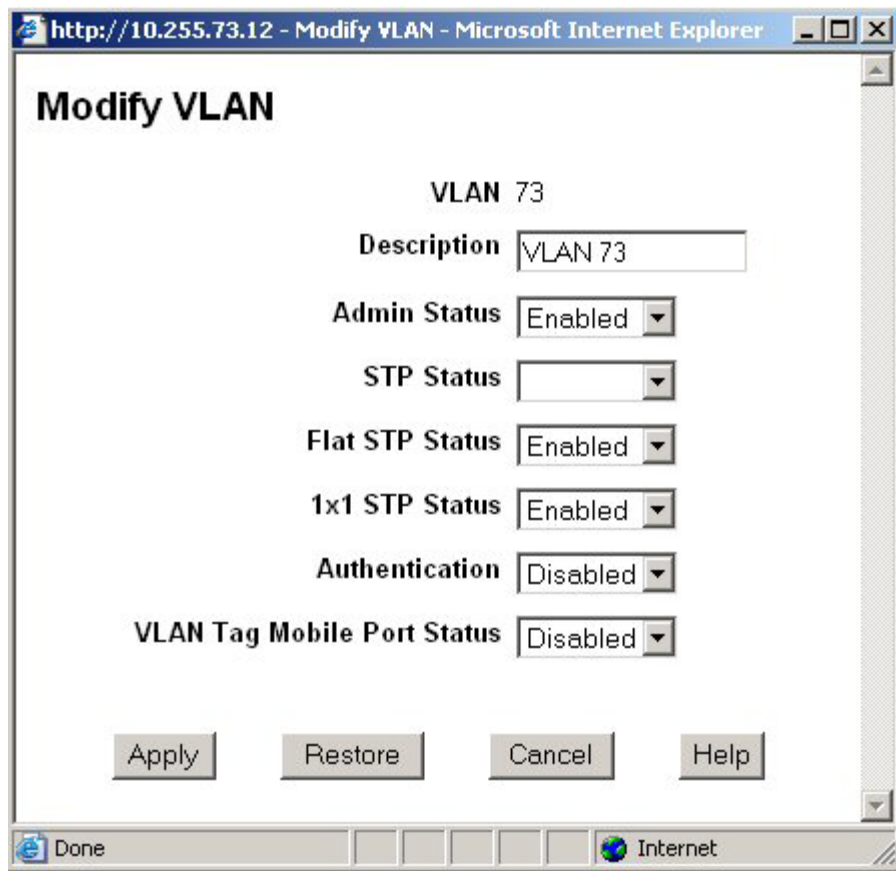 http://10.255.73.12 - Modify VLAN - Microsoft Internet Explorer
Modify VLAN
VLAN 73
Description VLAN 73
Admin Status Enabled
STP Status
Flat STP Status Enabled
1x1 STP Status Enabled
Authentication Disabled
VLAN Tag Mobile Port Status Disabled
Apply Restore Cancel Help
Done Internet